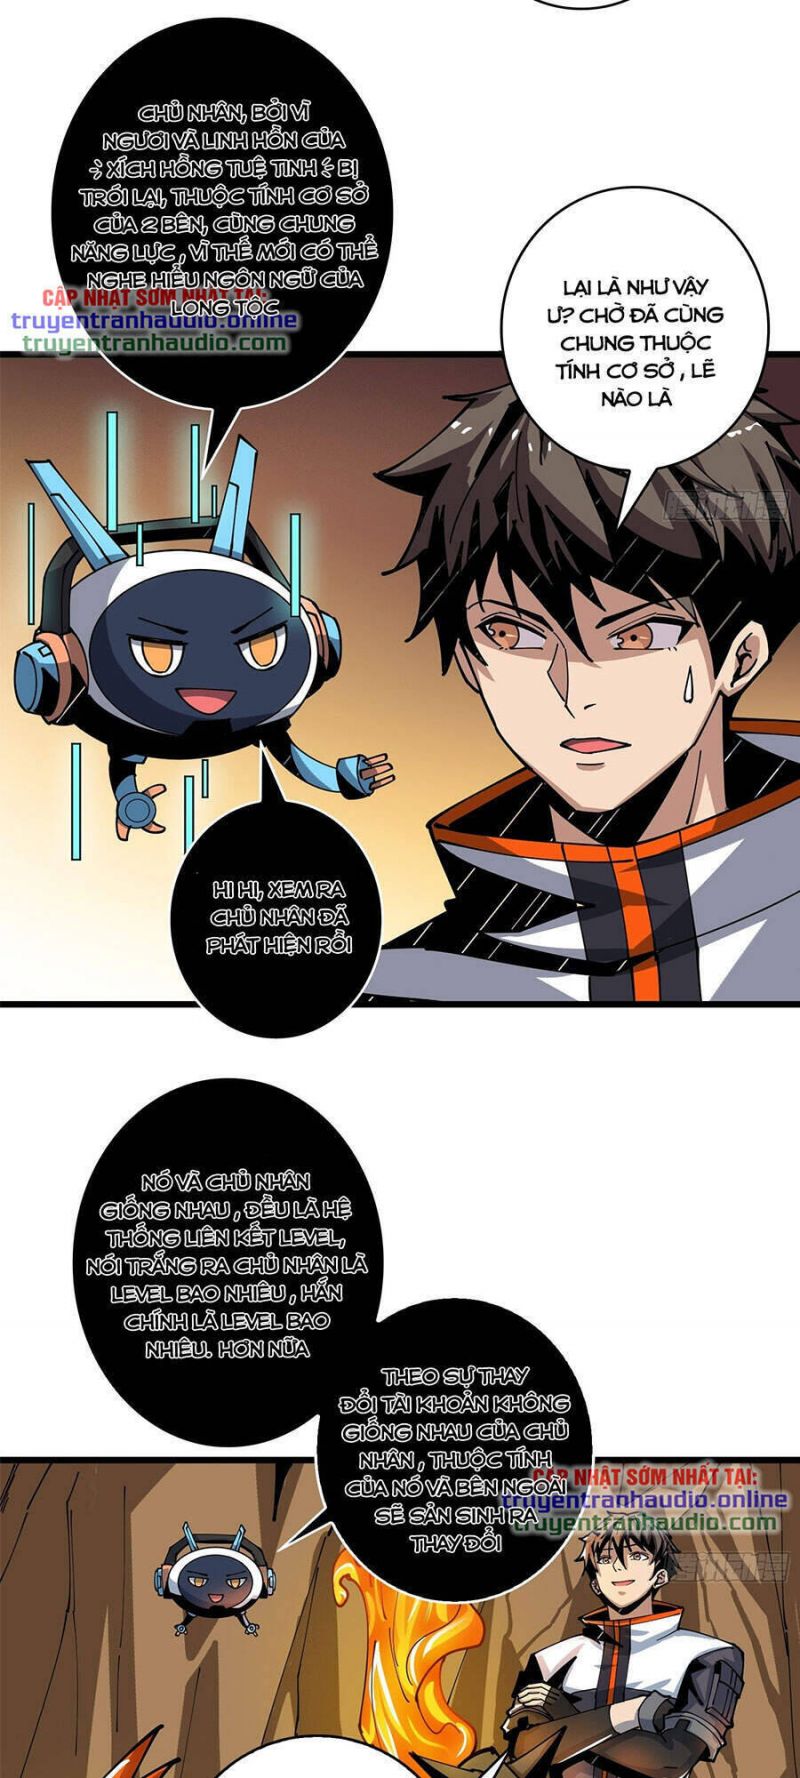 CHỦ NHÂN, BỞI VÌ
NGƯƠI VÀ LINH HỒN CỦA
XÍCH HỒNG TUỆ TINH BỊ
TRÓI LẠI, THUỘC TÍNH CƠ SỞ
CỦA 2 BÊN, CÙNG CHUNG
NĂNG LỰC , VÌ THẾ MỚI CÓ THỂ
NGHE HIỂU NGÔN NGỮ CỦA
LONG TỘC
CẬP NHẬT SỚM NHẤT TẠI:
truyentranhaudio.online
truyentranhaudio.com
LẠI LÀ NHƯ VẬY
Ư? CHỜ ĐÃ CÙNG
CHUNG THUỘC
TÍNH CƠ SỞ , LẼ
NÀO LÀ
HI HI, XEM RA
CHỦ NHÂN ĐÃ
PHÁT HIỆN RỒI
NÓ VÀ CHỦ NHÂN
GIỐNG NHAU , ĐỀU LÀ HỆ
THỐNG LIÊN KẾT LEVEL,
NÓI TRẮNG RA CHỦ NHÂN LÀ
LEVEL BAO NHIÊU , HẮN
CHÍNH LÀ LEVEL BAO
NHIÊU. HƠN NỮA
THEO SỰ THAY
ĐỔI TÀI KHOẢN KHÔNG
GIỐNG NHAU CỦA CHỦ
NHÂN , THUỘC TÍNH
CỦA NÓ VÀ BÊN NGOÀI
SẼ SẢN SINH RA
THAY ĐỔI
CẬP NHẬT SỚM NHẤT TẠI:
truyentranhaudio.online
truyentranhaudio.com